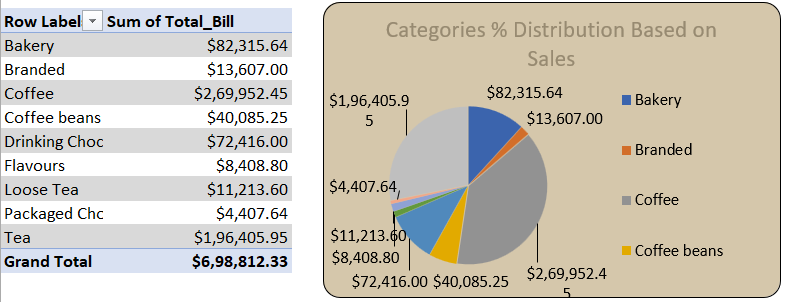 Row Label Sum of Total_Bill
Bakery $82,315.64
Branded $13,607.00
Coffee $2,69,952.45
Coffee beans $40,085.25
Drinking Choc $72,416.00
Flavours $8,408.80
Loose Tea $11,213.60
Packaged Chc $4,407.64
Tea $1,96,405.95
Grand Total $6,98,812.33
Categories % Distribution Based on
Sales
$1,96,405.9
5
$82,315.64
$13,607.00
$4,407.64
$11,213.60
$8,408.80
$72,416.00 $40,085.25
$2,69,952.4
5
Bakery
Branded
Coffee
Coffee beans